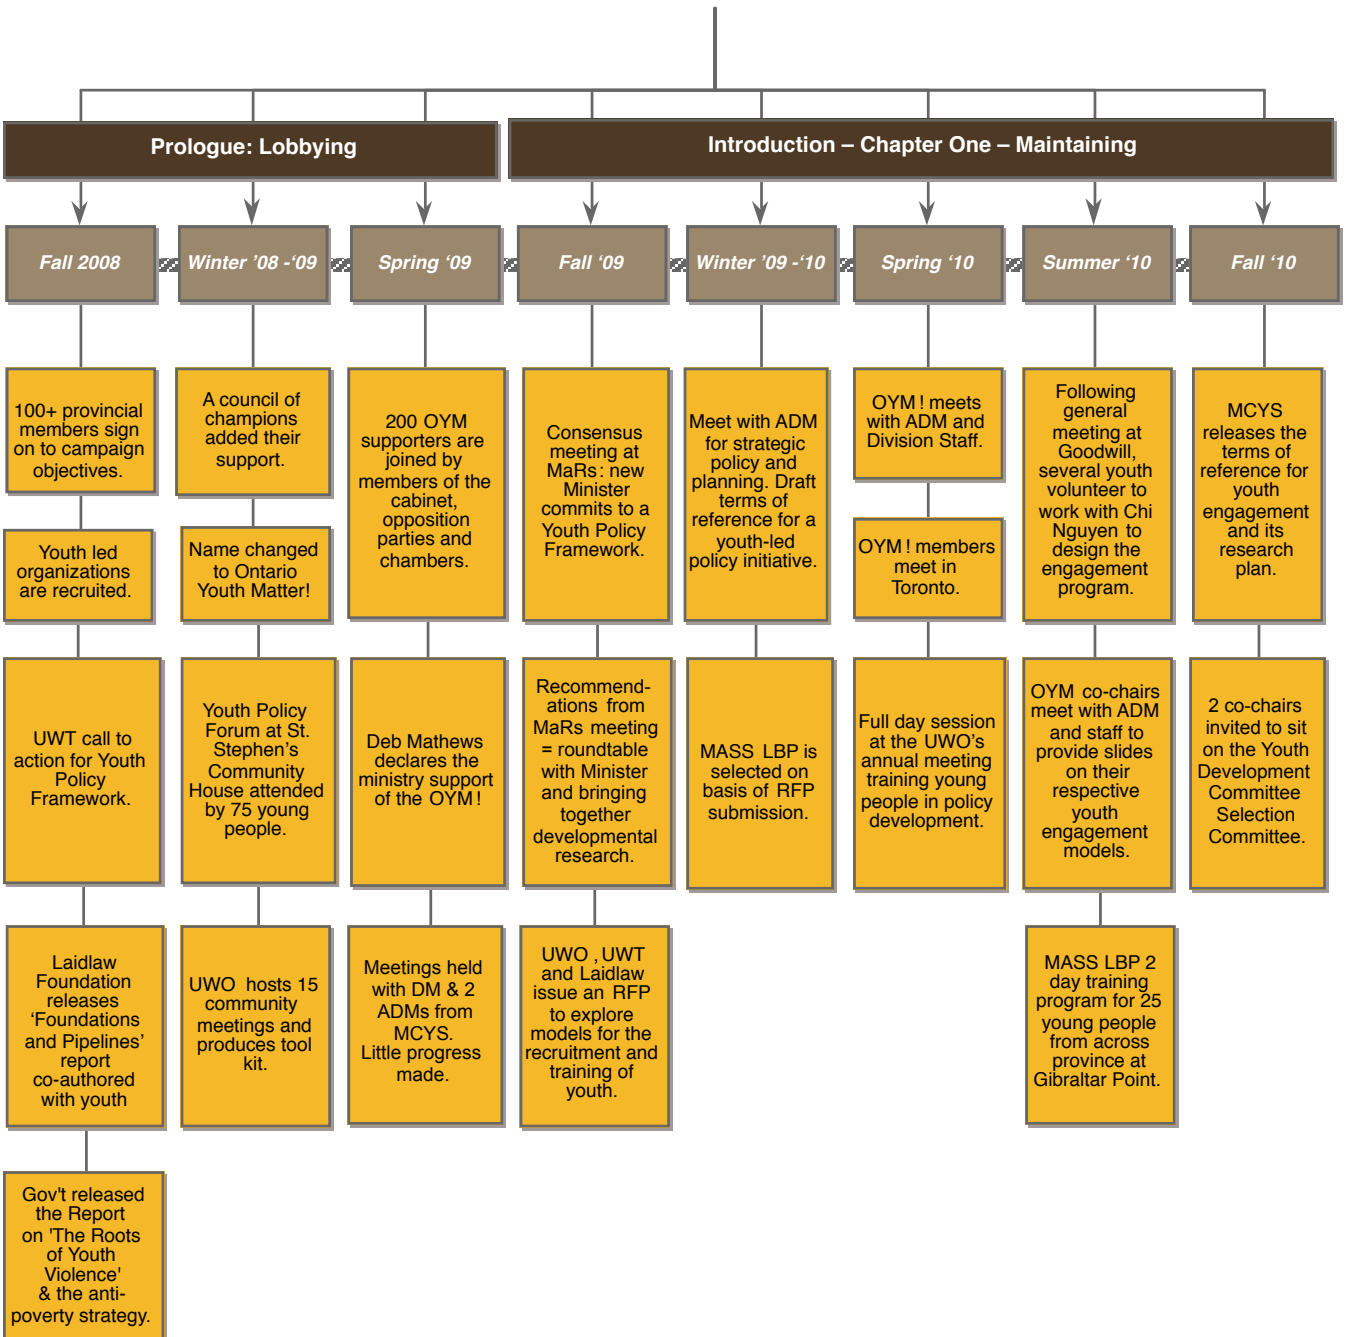 Prologue: Lobbying
Introduction – Chapter One – Maintaining
Fall 2008
Winter ’08 -‘09
Spring ‘09
Fall ‘09
Winter ’09 -‘10
Spring ‘10
Summer ‘10
Fall ‘10
100+ provincial
members sign
on to campaign
objectives.
Youth led
organizations
are recruited.
UWT call to
action for Youth
Policy
Framework.
Laidlaw
Foundation
releases
‘Foundations
and Pipelines’
report
co-authored
with youth
Gov't released
the Report
on 'The Roots
of Youth
Violence'
& the anti-
poverty strategy.
A council of
champions
added their
support.
Name changed
to Ontario
Youth Matter!
Youth Policy
Forum at St.
Stephen’s
Community
House attended
by 75 young
people.
UWO hosts 15
community
meetings and
produces tool
kit.
200 OYM
supporters are
joined by
members of the
cabinet,
opposition
parties and
chambers.
Deb Mathews
declares the
ministry support
of the OYM !
Meetings held
with DM & 2
ADMs from
MCYS.
Little progress
made.
Consensus
meeting at
MaRs: new
Minister
commits to a
Youth Policy
Framework.
Recommend-
ations from
MaRs meeting
= roundtable
with Minister
and bringing
together
developmental
research.
UWO , UWT
and Laidlaw
issue an RFP
to explore
models for the
recruitment and
training of
youth.
Meet with ADM
for strategic
policy and
planning. Draft
terms of
reference for a
youth-led
policy initiative.
MASS LBP is
selected on
basis of RFP
submission.
OYM ! meets
with ADM and
Division Staff.
OYM ! members
meet in
Toronto.
Full day session
at the UWO’s
annual meeting
training young
people in policy
development.
Following
general
meeting at
Goodwill,
several youth
volunteer to
work with Chi
Nguyen to
design the
engagement
program.
OYM co-chairs
meet with ADM
and staff to
provide slides
on their
respective
youth
engagement
models.
MASS LBP 2
day training
program for 25
young people
from across
province at
Gibraltar Point.
MCYS
releases the
terms of
reference for
youth
engagement
and its
research
plan.
2 co-chairs
invited to sit
on the Youth
Development
Committee
Selection
Committee.